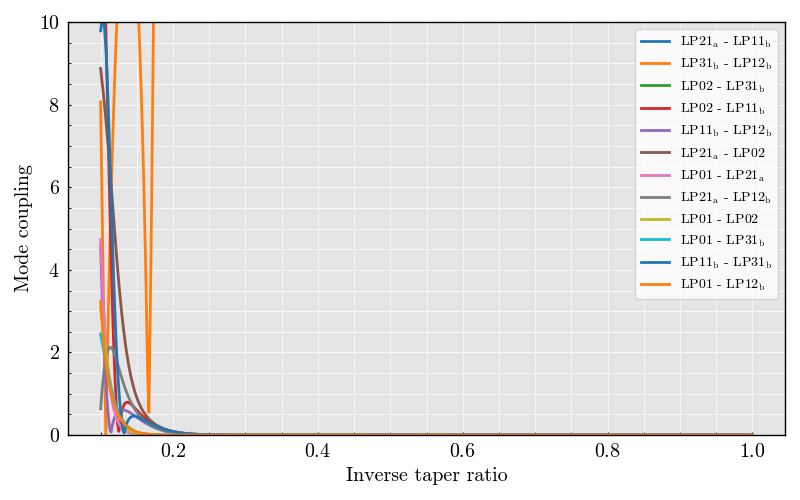 10
8
6
4
2
0
Mode coupling
0.2
0.4
0.6
0.8
1.0
Inverse taper ratio
LP21a - LP11b
LP31b - LP12b
LP02 - LP31b
LP02 - LP11b
LP11b - LP12b
LP21a - LP02
LP01 - LP21a
LP21a - LP12b
LP01 - LP02
LP01 - LP31b
LP11b - LP31b
LP01 - LP12b